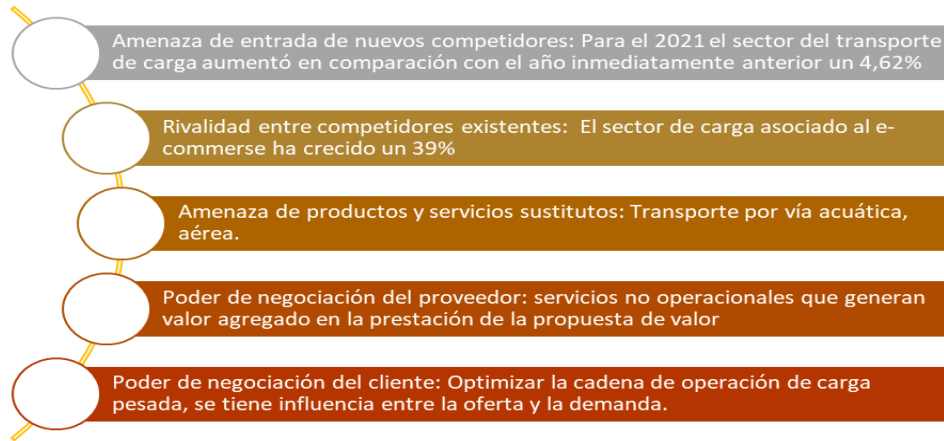 Amenaza de entrada de nuevos competidores: Para el 2021 el sector del transporte
de carga aumentó en comparación con el año inmediatamente anterior un 4,62%
Rivalidad entre competidores existentes:  El sector de carga asociado al e-
commerse ha crecido un 39%
Amenaza de productos y servicios sustitutos: Transporte por vía acuática,
aérea.
Poder de negociación del proveedor: servicios no operacionales que generan
valor agregado en la prestación de la propuesta de valor
Poder de negociación del cliente: Optimizar la cadena de operación de carga
pesada, se tiene influencia entre la oferta y la demanda.